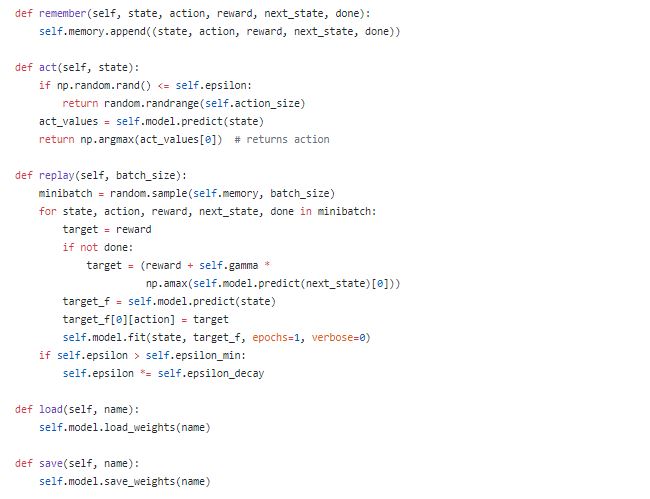 def remember(self, state, action, reward, next_state, done):
    self.memory.append((state, action, reward, next_state, done))

def act(self, state):
    if np.random.rand() <= self.epsilon:
        return random.randrange(self.action_size)
    act_values = self.model.predict(state)
    return np.argmax(act_values[0])  # returns action

def replay(self, batch_size):
    minibatch = random.sample(self.memory, batch_size)
    for state, action, reward, next_state, done in minibatch:
        target = reward
        if not done:
            target = (reward + self.gamma *
                      np.amax(self.model.predict(next_state)[0]))
        target_f = self.model.predict(state)
        target_f[0][action] = target
        self.model.fit(state, target_f, epochs=1, verbose=0)
    if self.epsilon > self.epsilon_min:
        self.epsilon *= self.epsilon_decay

def load(self, name):
    self.model.load_weights(name)

def save(self, name):
    self.model.save_weights(name)